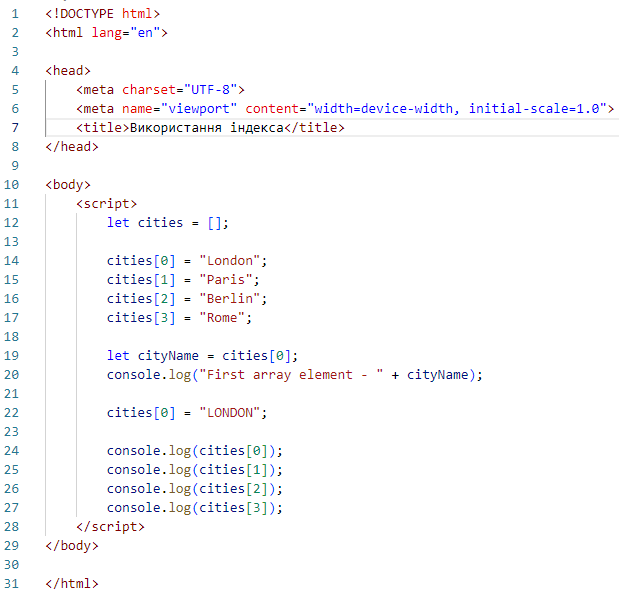 1 <!DOCTYPE html>
2 <html lang="en">
3
4 <head>
5     <meta charset="UTF-8">
6     <meta name="viewport" content="width=device-width, initial-scale=1.0">
7     <title>Використання індекса</title>
8 </head>
9
10 <body>
11     <script>
12         let cities = [];
13
14         cities[0] = "London";
15         cities[1] = "Paris";
16         cities[2] = "Berlin";
17         cities[3] = "Rome";
18
19         let cityName = cities[0];
20         console.log("First array element - " + cityName);
21
22         cities[0] = "LONDON";
23
24         console.log(cities[0]);
25         console.log(cities[1]);
26         console.log(cities[2]);
27         console.log(cities[3]);
28     </script>
29 </body>
30
31 </html>